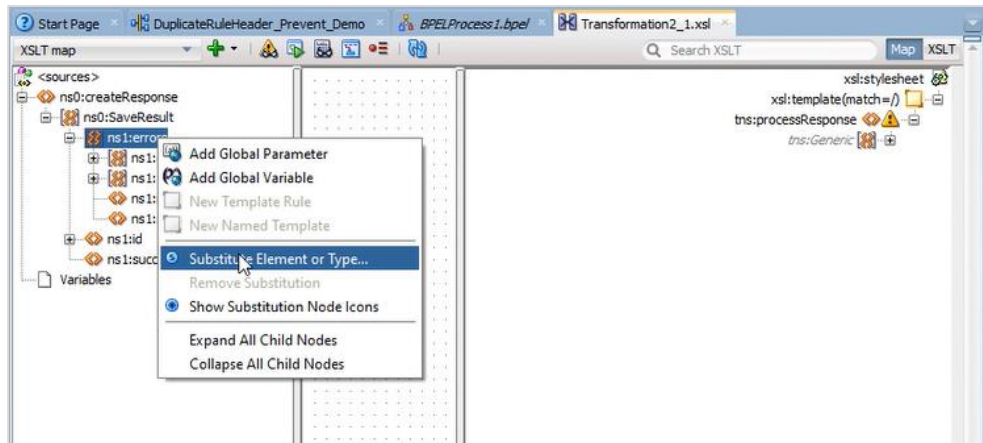 Start Page DuplicateRuleHeader_Prevent_Demo BPELProcess1.bpel Transformation2_1.xsl
XSLT map Search XSLT Map XSLT
<sources>
ns0:createResponse
ns0:SaveResult
ns1:errors
ns1:
ns1:
ns1:
ns1:
ns1:id
ns1:succ
Variables
Add Global Parameter
Add Global Variable
New Template Rule
New Named Template
Substitute Element or Type...
Remove Substitution
Show Substitution Node Icons
Expand All Child Nodes
Collapse All Child Nodes
xsl:stylesheet
xsl:template(match=/)
tns:processResponse
tns:Generic